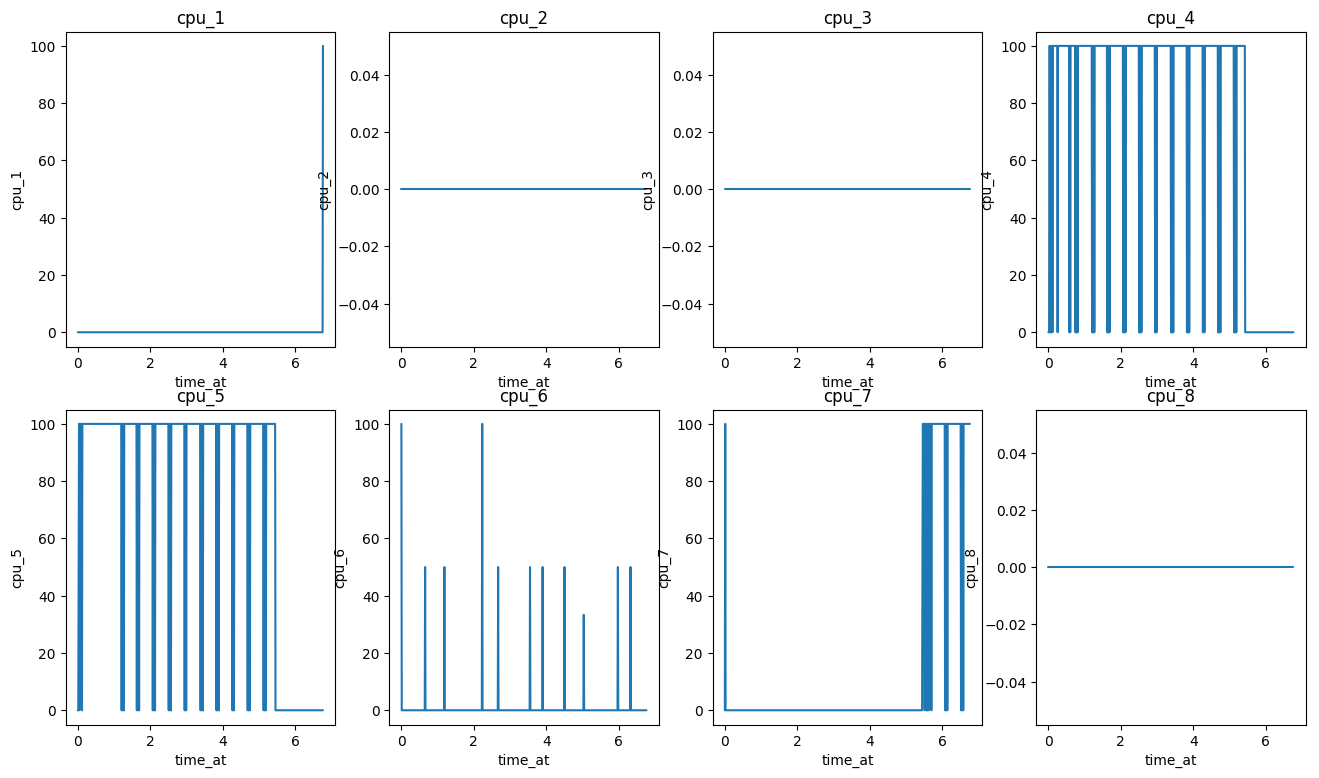 cpu_1 cpu_2 cpu_3 cpu_4
100 0.04 0.04 100
80 0.02 0.02 80
60 60
cpu_1 cpu_2 0.00 cpu_3 0.00 cpu_4
40 −0.02 −0.02 40
20 −0.04 −0.04 20
0 0
0 2 4 6 0 2 4 6 0 2 4 6 0 2 4 6
time_at time_at time_at time_at
cpu_5 cpu_6 cpu_7 cpu_8
100 100 100 0.04
80 80 80 0.02
60 60 60
cpu_5 cpu_6 cpu_7 cpu_8 0.00
40 40 40 −0.02
20 20 20 −0.04
0 0 0
0 2 4 6 0 2 4 6 0 2 4 6 0 2 4 6
time_at time_at time_at time_at